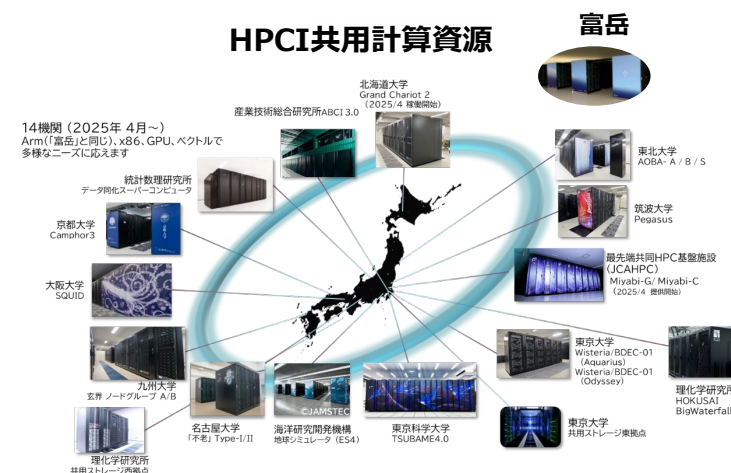 HPCI共用計算資源
富岳
14機関 (2025年 4月~)
Arm(「富岳」と同じ)、x86、GPU、ベクトルで
多様なニーズに応えます
北海道大学
Grand Chariot 2
(2025/4 稼働開始)
産業技術総合研究所ABCI 3.0
東北大学
AOBA- A / B / S
統計数理研究所
データ同化スーパーコンピュータ
筑波大学
Pegasus
京都大学
Camphor3
最先端共同HPC基盤施設
(JCAHPC)
Miyabi-G/ Miyabi-C
(2025/4 提供開始)
大阪大学
SQUID
東京大学
Wisteria/BDEC-01
(Aquarius)
Wisteria/BDEC-01
(Odyssey)
理化学研究所
HOKUSAI
BigWaterfall
九州大学
玄界 ノードグループ A/B
©JAMSTEC
名古屋大学
「不老」 Type-I/II
海洋研究開発機構
地球シミュレータ (ES4)
東京科学大学
TSUBAME4.0
東京大学
共用ストレージ東拠点
理化学研究所
共用ストレージ西拠点